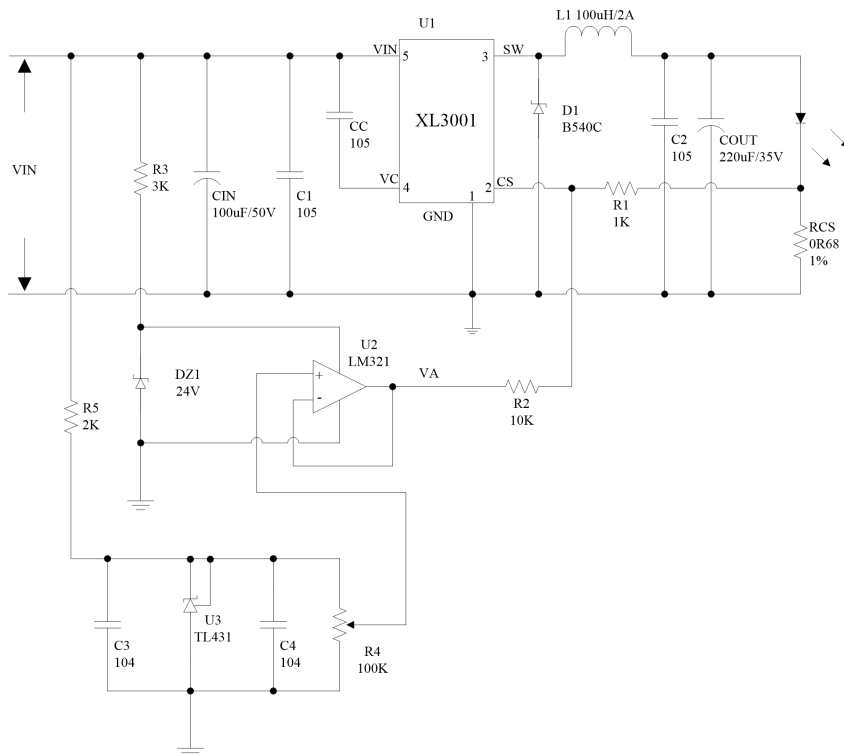 U1
L1 100uH/2A
VIN
5
3
SW
XL3001
D1
B540C
CC
105
C2
105
COUT
220uF/35V
VIN
R3
3K
CIN
100uF/50V
C1
105
VC
4
2
CS
1
GND
R1
1K
RCS
0R68
1%
U2
LM321
DZ1
24V
+
-
VA
R2
10K
R5
2K
C3
104
U3
TL431
C4
104
R4
100K